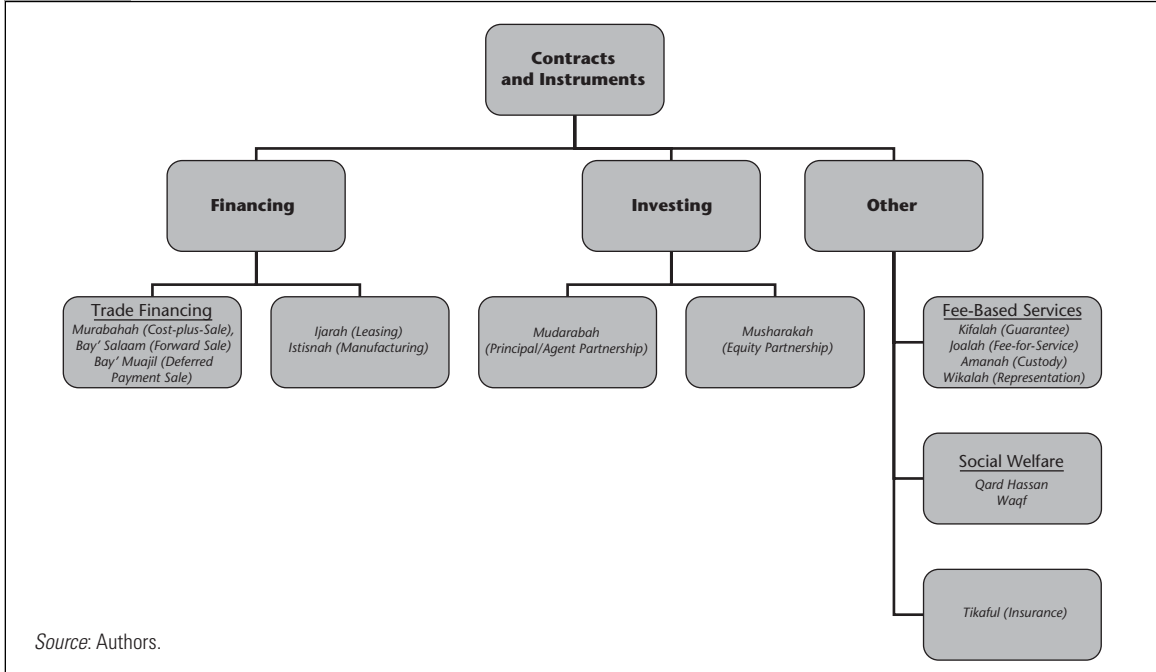 Contracts
and Instruments
Financing
Investing
Other
Trade Financing
Murabahah (Cost-plus-Sale),
Bay’ Salaam (Forward Sale)
Bay’ Muajil (Deferred
Payment Sale)
Ijarah (Leasing)
Istisnah (Manufacturing)
Mudarabah
(Principal/Agent Partnership)
Musharakah
(Equity Partnership)
Fee-Based Services
Kifalah (Guarantee)
Joalah (Fee-for-Service)
Amanah (Custody)
Wikalah (Representation)
Social Welfare
Qard Hassan
Waqf
Tikaful (Insurance)
Source: Authors.